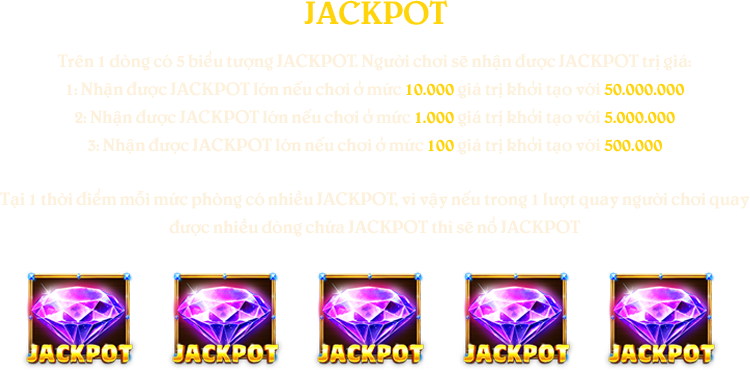 JACKPOT
Trên 1 dòng có 5 biểu tượng JACKPOT. Người chơi sẽ nhận được JACKPOT trị giá:
1: Nhận được JACKPOT lớn nếu chơi ở mức 10.000 giá trị khởi tạo với 50.000.000
2: Nhận được JACKPOT lớn nếu chơi ở mức 1.000 giá trị khởi tạo với 5.000.000
3: Nhận được JACKPOT lớn nếu chơi ở mức 100 giá trị khởi tạo với 500.000
Tại 1 thời điểm mỗi mức phòng có nhiều JACKPOT, vì vậy nếu trong 1 lượt quay người chơi quay
được nhiều dòng chứa JACKPOT thì sẽ nổ JACKPOT
JACKPOT JACKPOT JACKPOT JACKPOT JACKPOT